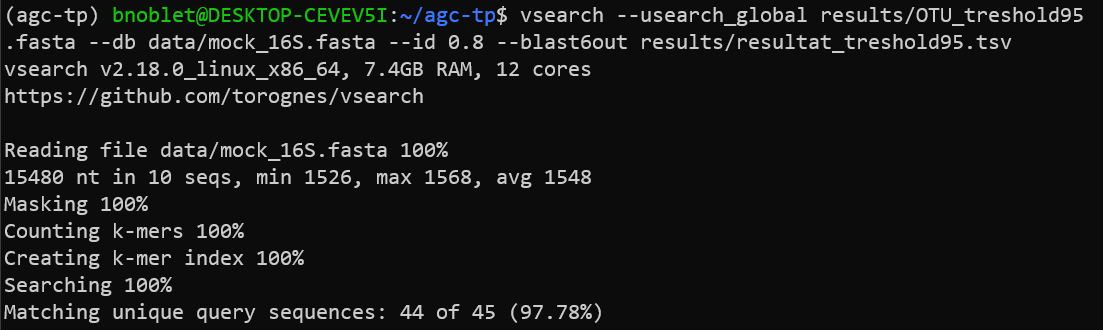 (agc-tp) bnoblet@DESKTOP-CEVEV5I:~/agc-tp$ vsearch --usearch_global results/OTU_treshold95
.fasta --db data/mock_16S.fasta --id 0.8 --blast6out results/resultat_treshold95.tsv
vsearch v2.18.0_linux_x86_64, 7.4GB RAM, 12 cores
https://github.com/torognes/vsearch

Reading file data/mock_16S.fasta 100%
15480 nt in 10 seqs, min 1526, max 1568, avg 1548
Masking 100%
Counting k-mers 100%
Creating k-mer index 100%
Searching 100%
Matching unique query sequences: 44 of 45 (97.78%)